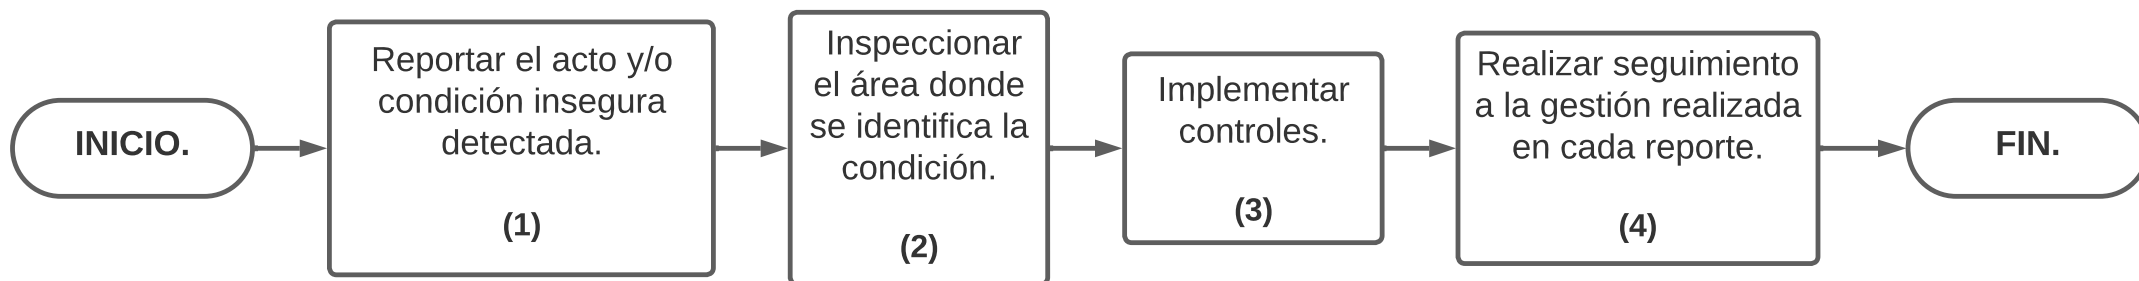 INICIO.
Reportar el acto y/o
condición insegura
detectada.
(1)
Inspeccionar
el área donde
se identifica la
condición.
(2)
Implementar
controles.
(3)
Realizar seguimiento
a la gestión realizada
en cada reporte.
(4)
FIN.